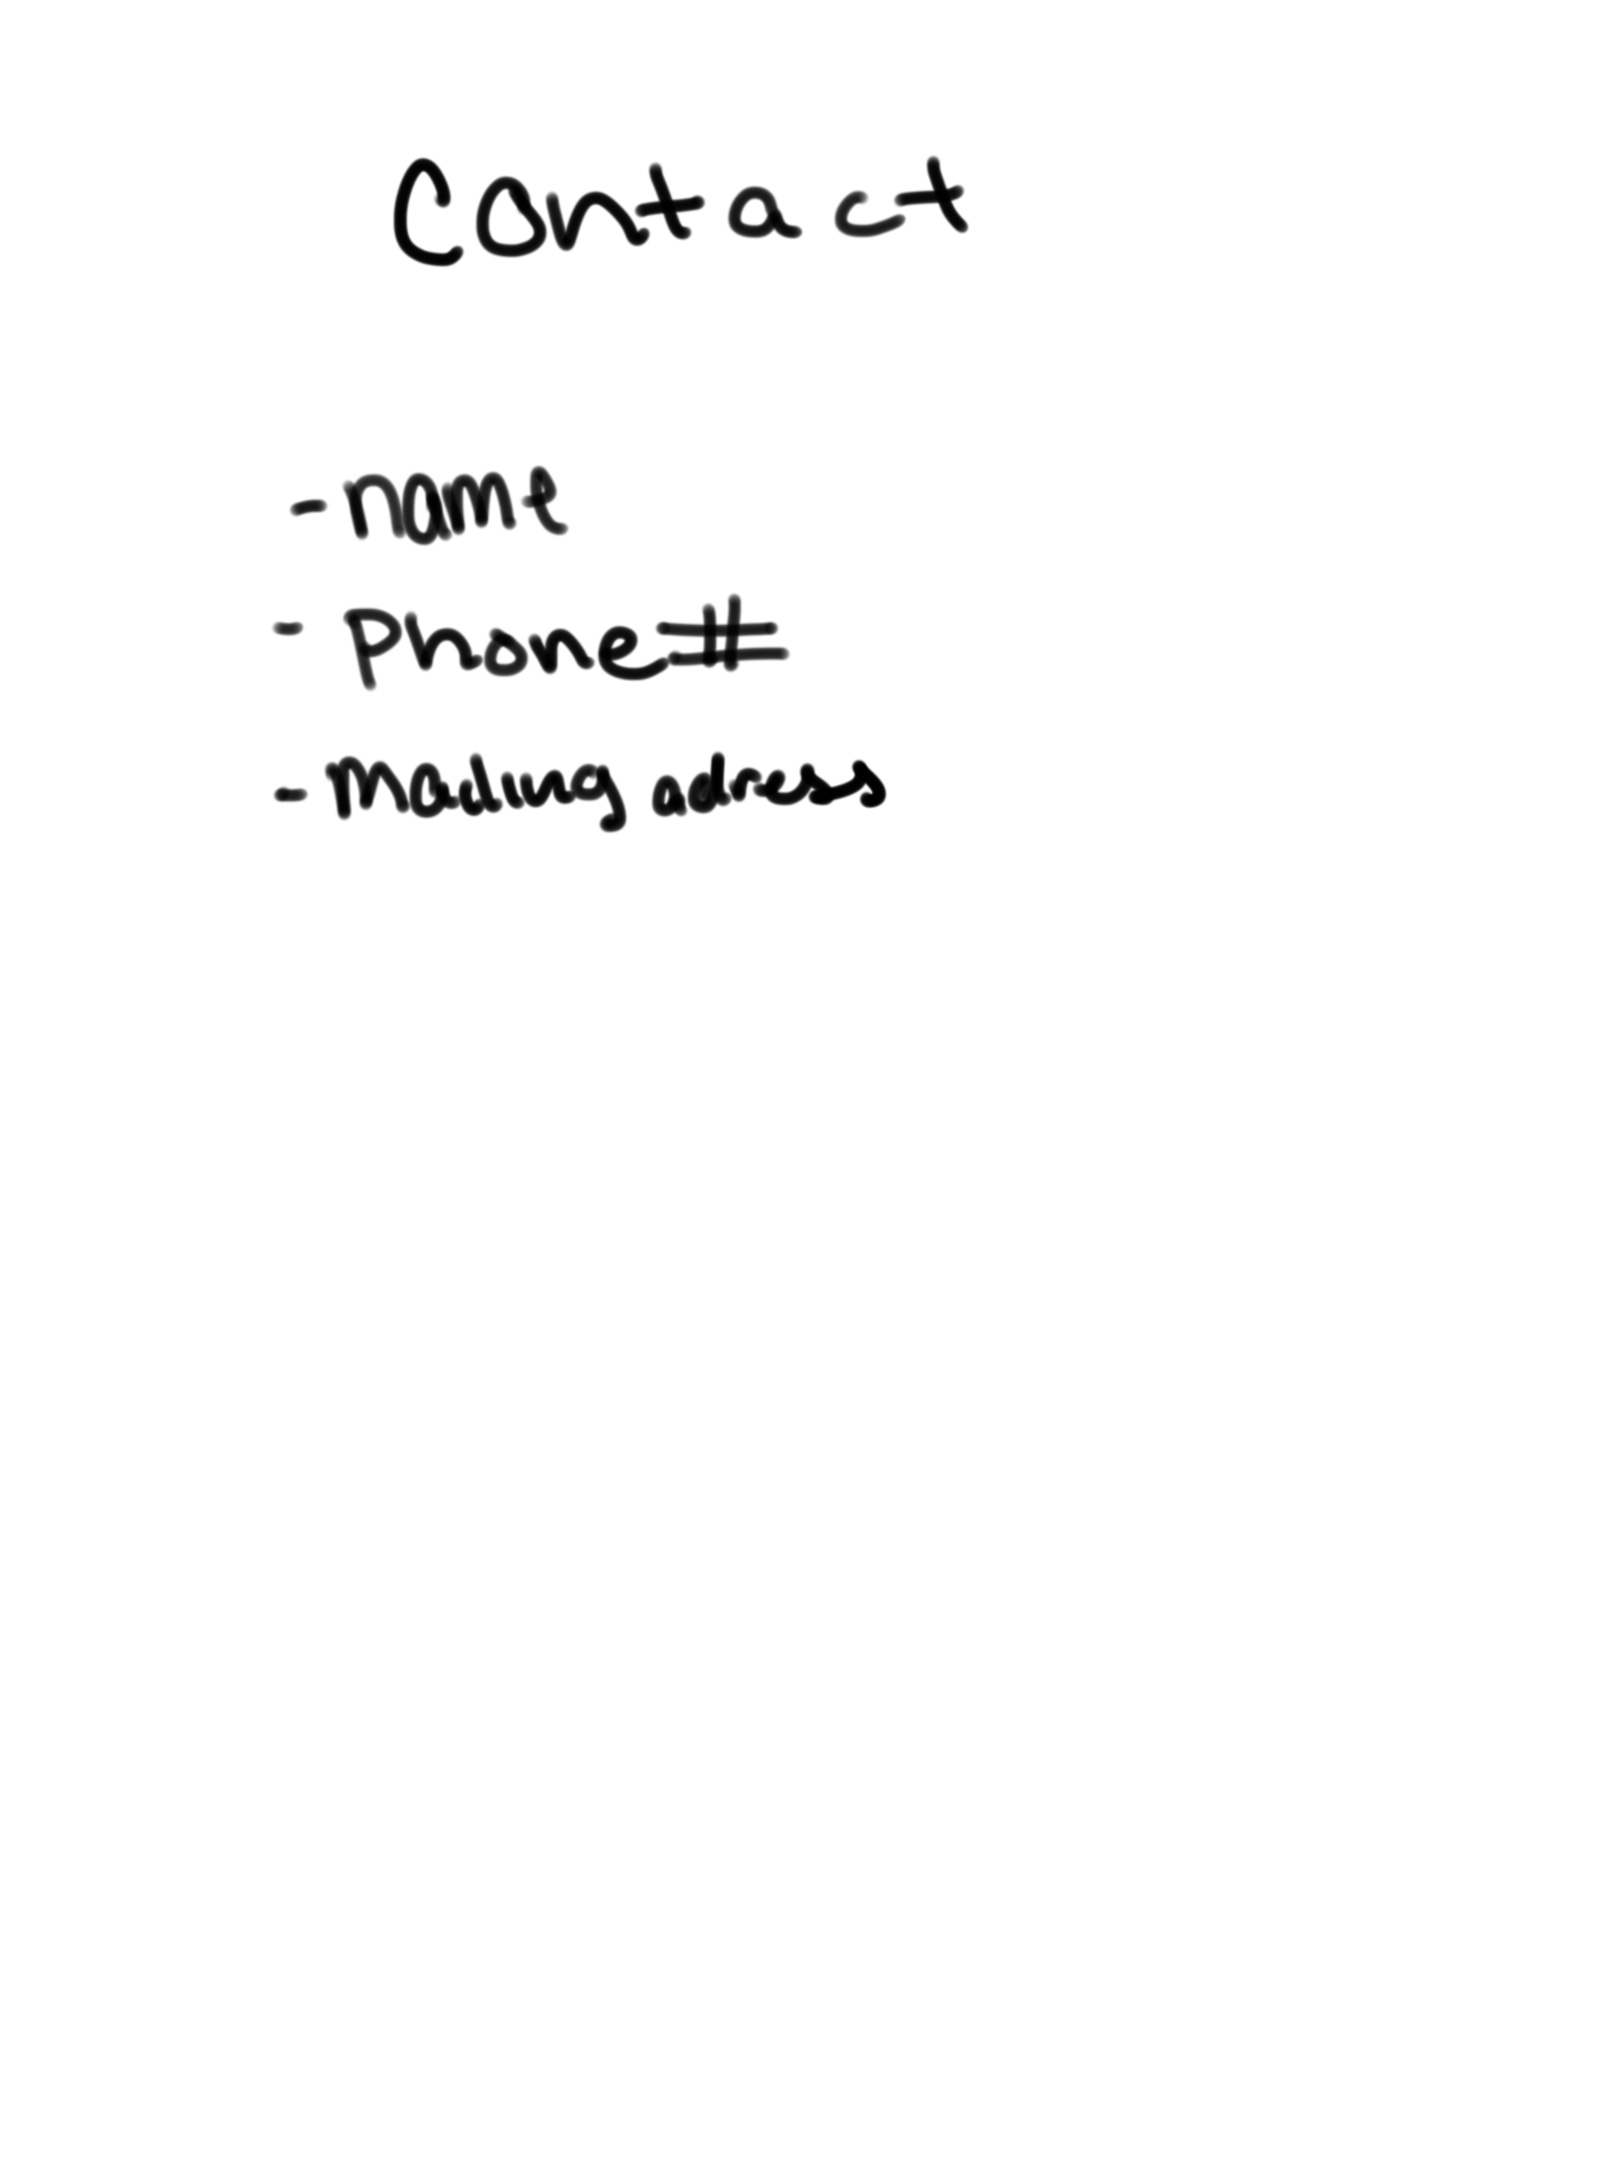 Contact
- name
- Phone #
- Mailing adress